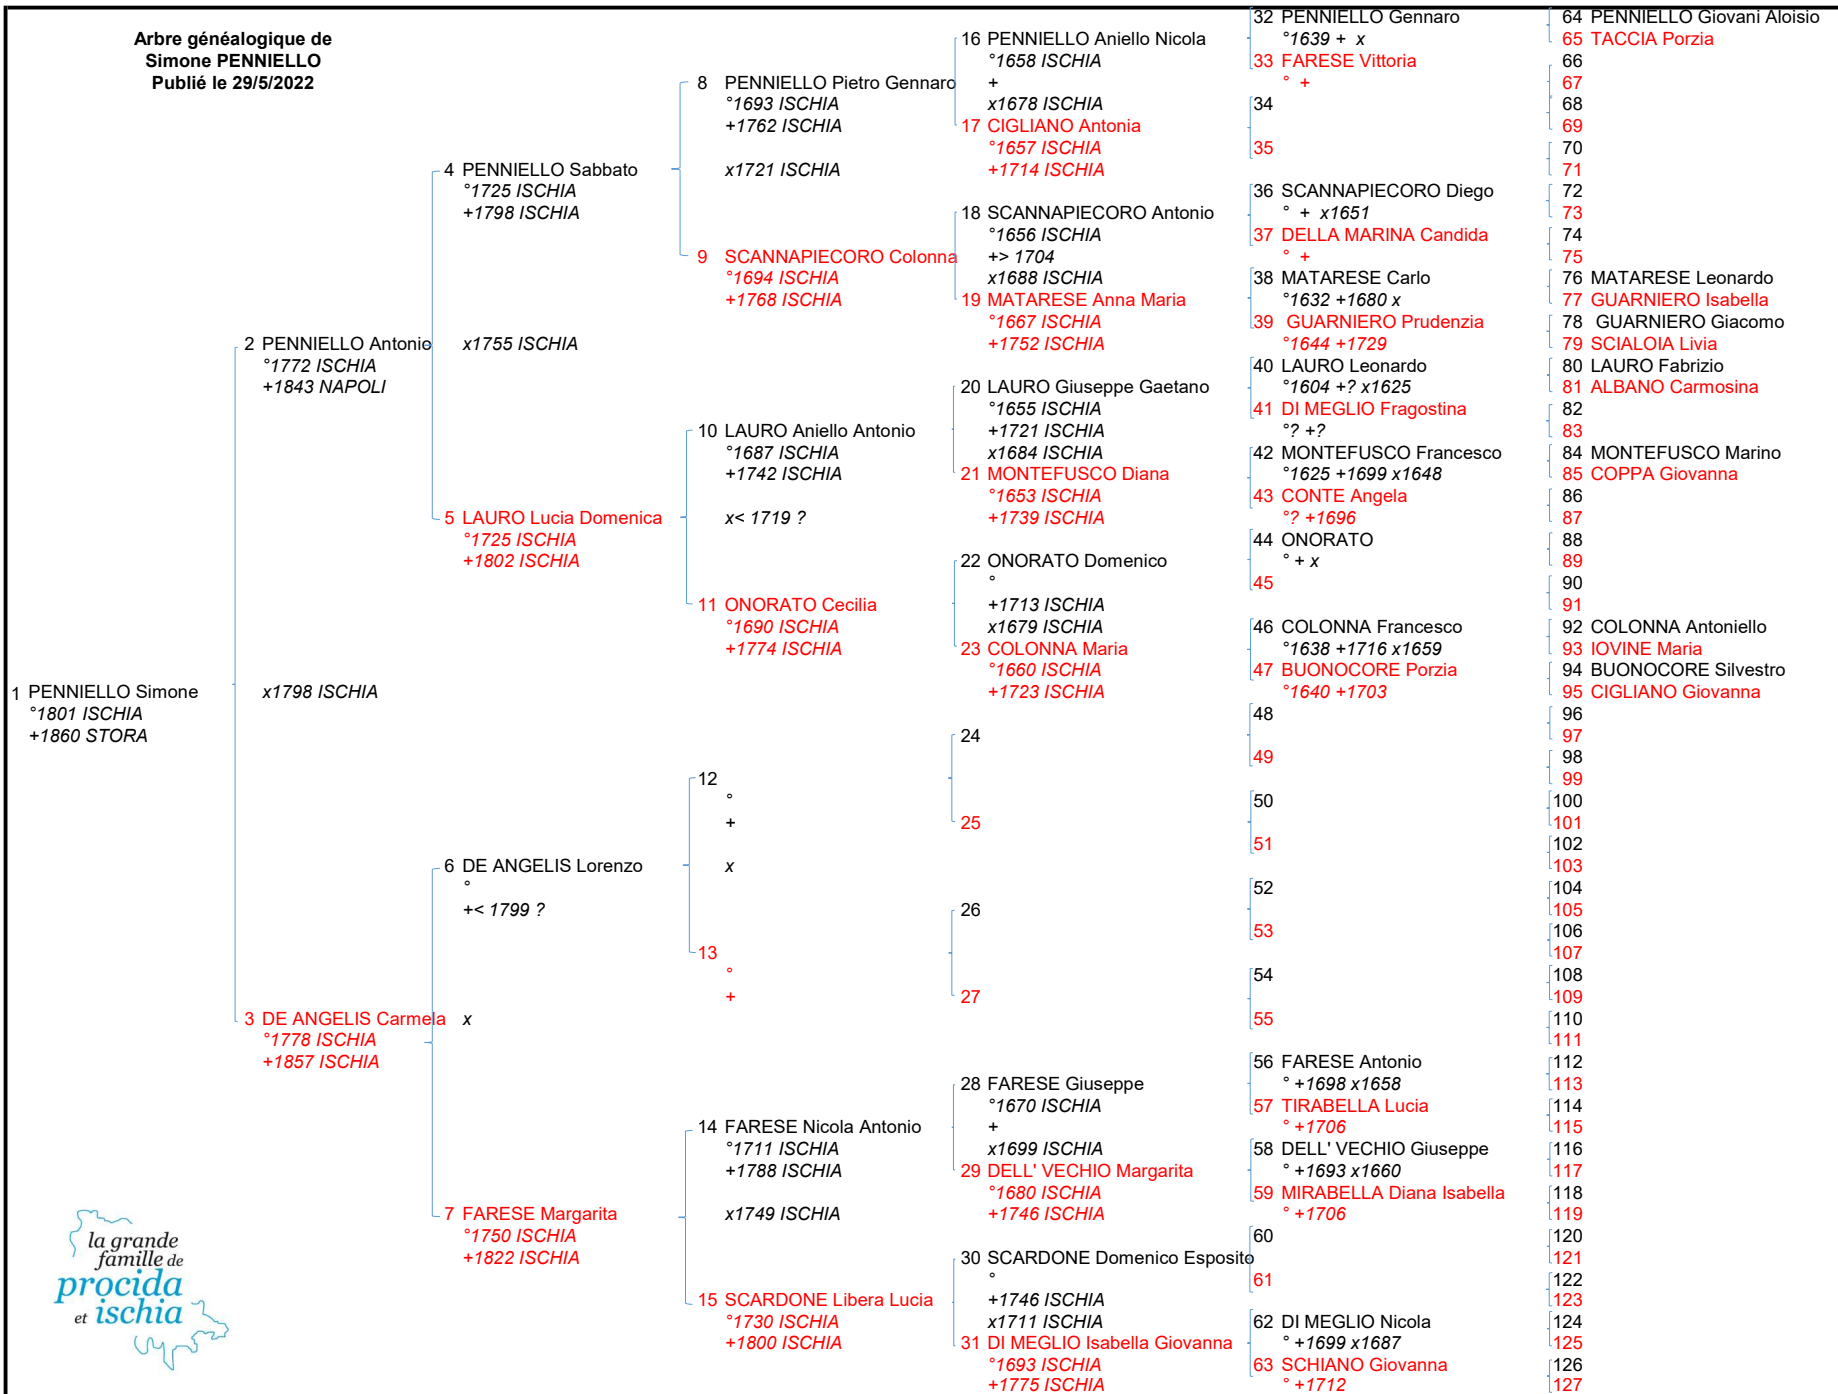 Arbre généalogique de
Simone PENNIELLO
Publié le 29/5/2022
1 PENNIELLO Simone
°1801 ISCHIA
+1860 STORA
2 PENNIELLO Antonio
°1772 ISCHIA
+1843 NAPOLI
x1798 ISCHIA
3 DE ANGELIS Carmela
°1778 ISCHIA
+1857 ISCHIA
4 PENNIELLO Sabbato
°1725 ISCHIA
+1798 ISCHIA
x1755 ISCHIA
5 LAURO Lucia Domenica
°1725 ISCHIA
+1802 ISCHIA
6 DE ANGELIS Lorenzo
°
+< 1799 ?
x
7 FARESE Margarita
°1750 ISCHIA
+1822 ISCHIA
8 PENNIELLO Pietro Gennaro
°1693 ISCHIA
+1762 ISCHIA
x1721 ISCHIA
9 SCANNAPIECORO Colonna
°1694 ISCHIA
+1768 ISCHIA
10 LAURO Aniello Antonio
°1687 ISCHIA
+1742 ISCHIA
x< 1719 ?
11 ONORATO Cecilia
°1690 ISCHIA
+1774 ISCHIA
12
°
+
x
13
°
+
14 FARESE Nicola Antonio
°1711 ISCHIA
+1788 ISCHIA
x1749 ISCHIA
15 SCARDONE Libera Lucia
°1730 ISCHIA
+1800 ISCHIA
16 PENNIELLO Aniello Nicola
°1658 ISCHIA
+
x1678 ISCHIA
17 CIGLIANO Antonia
°1657 ISCHIA
+1714 ISCHIA
18 SCANNAPIECORO Antonio
°1656 ISCHIA
+> 1704
x1688 ISCHIA
19 MATARESE Anna Maria
°1667 ISCHIA
+1752 ISCHIA
20 LAURO Giuseppe Gaetano
°1655 ISCHIA
+1721 ISCHIA
x1684 ISCHIA
21 MONTEFUSCO Diana
°1653 ISCHIA
+1739 ISCHIA
22 ONORATO Domenico
°
+1713 ISCHIA
x1679 ISCHIA
23 COLONNA Maria
°1660 ISCHIA
+1723 ISCHIA
24
25
26
27
28 FARESE Giuseppe
°1670 ISCHIA
+
x1699 ISCHIA
29 DELL' VECHIO Margarita
°1680 ISCHIA
+1746 ISCHIA
30 SCARDONE Domenico Esposito
°
+1746 ISCHIA
x1711 ISCHIA
31 DI MEGLIO Isabella Giovanna
°1693 ISCHIA
+1775 ISCHIA
32 PENNIELLO Gennaro
°1639 + x
33 FARESE Vittoria
° +
34
35
36 SCANNAPIECORO Diego
° + x1651
37 DELLA MARINA Candida
° +
38 MATARESE Carlo
°1632 +1680 x
39 GUARNIERO Prudenzia
°1644 +1729
40 LAURO Leonardo
°1604 +? x1625
41 DI MEGLIO Fragostina
°? +?
42 MONTEFUSCO Francesco
°1625 +1699 x1648
43 CONTE Angela
°? +1696
44 ONORATO
° + x
45
46 COLONNA Francesco
°1638 +1716 x1659
47 BUONOCORE Porzia
°1640 +1703
48
49
50
51
52
53
54
55
56 FARESE Antonio
° +1698 x1658
57 TIRABELLA Lucia
° +1706
58 DELL' VECHIO Giuseppe
° +1693 x1660
59 MIRABELLA Diana Isabella
° +1706
60
61
62 DI MEGLIO Nicola
° +1699 x1687
63 SCHIANO Giovanna
° +1712
64 PENNIELLO Giovani Aloisio
65 TACCIA Porzia
66
67
68
69
70
71
72
73
74
75
76 MATARESE Leonardo
77 GUARNIERO Isabella
78 GUARNIERO Giacomo
79 SCIALOIA Livia
80 LAURO Fabrizio
81 ALBANO Carmosina
82
83
84 MONTEFUSCO Marino
85 COPPA Giovanna
86
87
88
89
90
91
92 COLONNA Antoniello
93 IOVINE Maria
94 BUONOCORE Silvestro
95 CIGLIANO Giovanna
96
97
98
99
100
101
102
103
104
105
106
107
108
109
110
111
112
113
114
115
116
117
118
119
120
121
122
123
124
125
126
127
la grande
famille de
procida
et ischia